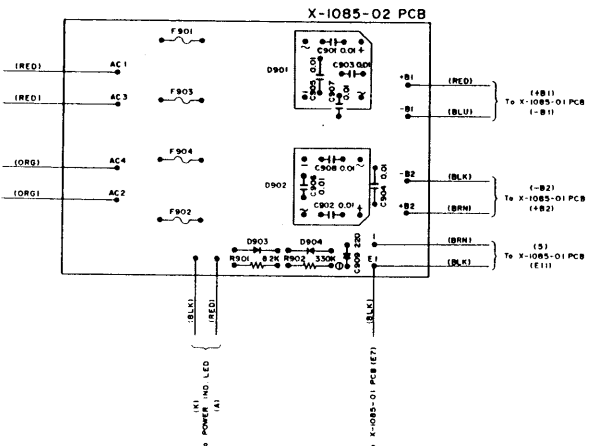 X-1085-02 PCB
F901
C901 0.01 +
~
(RED)
AC 1
D901
C903 0.01
C905 0.01
C907 0.01
~
+B1
(RED)
(+B1)
To X-1085-01 PCB
(-B1)
-B1
(BLU)
(RED)
AC 3
F903
F904
C908 0.01
~
(ORG)
AC4
D902
C906 0.01
C904 0.01
C902 0.01
~
+
-B2
(BLK)
(-B2)
To X-1085-01 PCB
(+B2)
+B2
(BRN)
(ORG)
AC2
F902
D903
D904
R901
8.2K
R902
330K
C909 220
1
(BRN)
(5)
To X-1085-01 PCB
(E11)
E1
(BLK)
(BLK)
(RED)
(BLK)
(K)
POWER IND. LED
(A)
X-1085-01 PCB (E7)